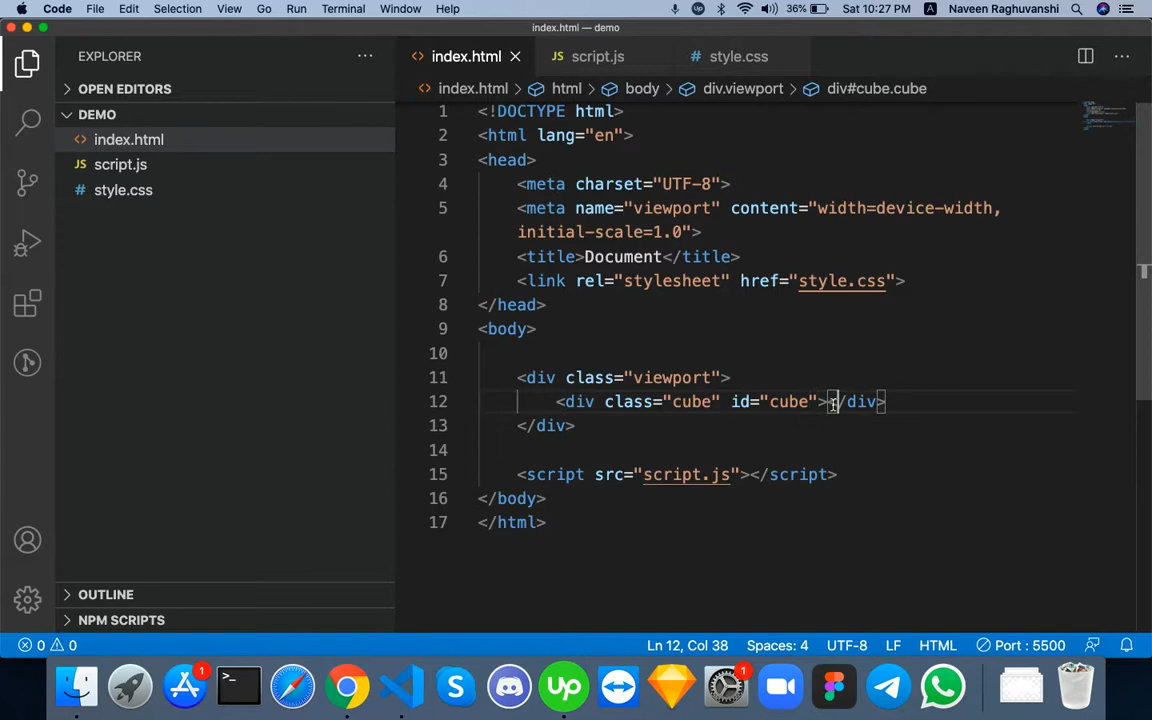 Code File Edit Selection View Go Run Terminal Window Help 36% Sat 10:27 PM A Naveen Raghuvanshi
index.html — demo
EXPLORER
index.html
JS script.js
# style.css
OPEN EDITORS
index.html > html > body > div.viewport > div#cube.cube
DEMO
index.html
JS script.js
# style.css
1 <!DOCTYPE html>
2 <html lang="en">
3 <head>
4 <meta charset="UTF-8">
5 <meta name="viewport" content="width=device-width,
initial-scale=1.0">
6 <title>Document</title>
7 <link rel="stylesheet" href="style.css">
8 </head>
9 <body>
10
11 <div class="viewport">
12 <div class="cube" id="cube"></div>
13 </div>
14
15 <script src="script.js"></script>
16 </body>
17 </html>
OUTLINE
NPM SCRIPTS
0 0 Ln 12, Col 38 Spaces: 4 UTF-8 LF HTML Port : 5500
1
>_
S
Up
1
zoom